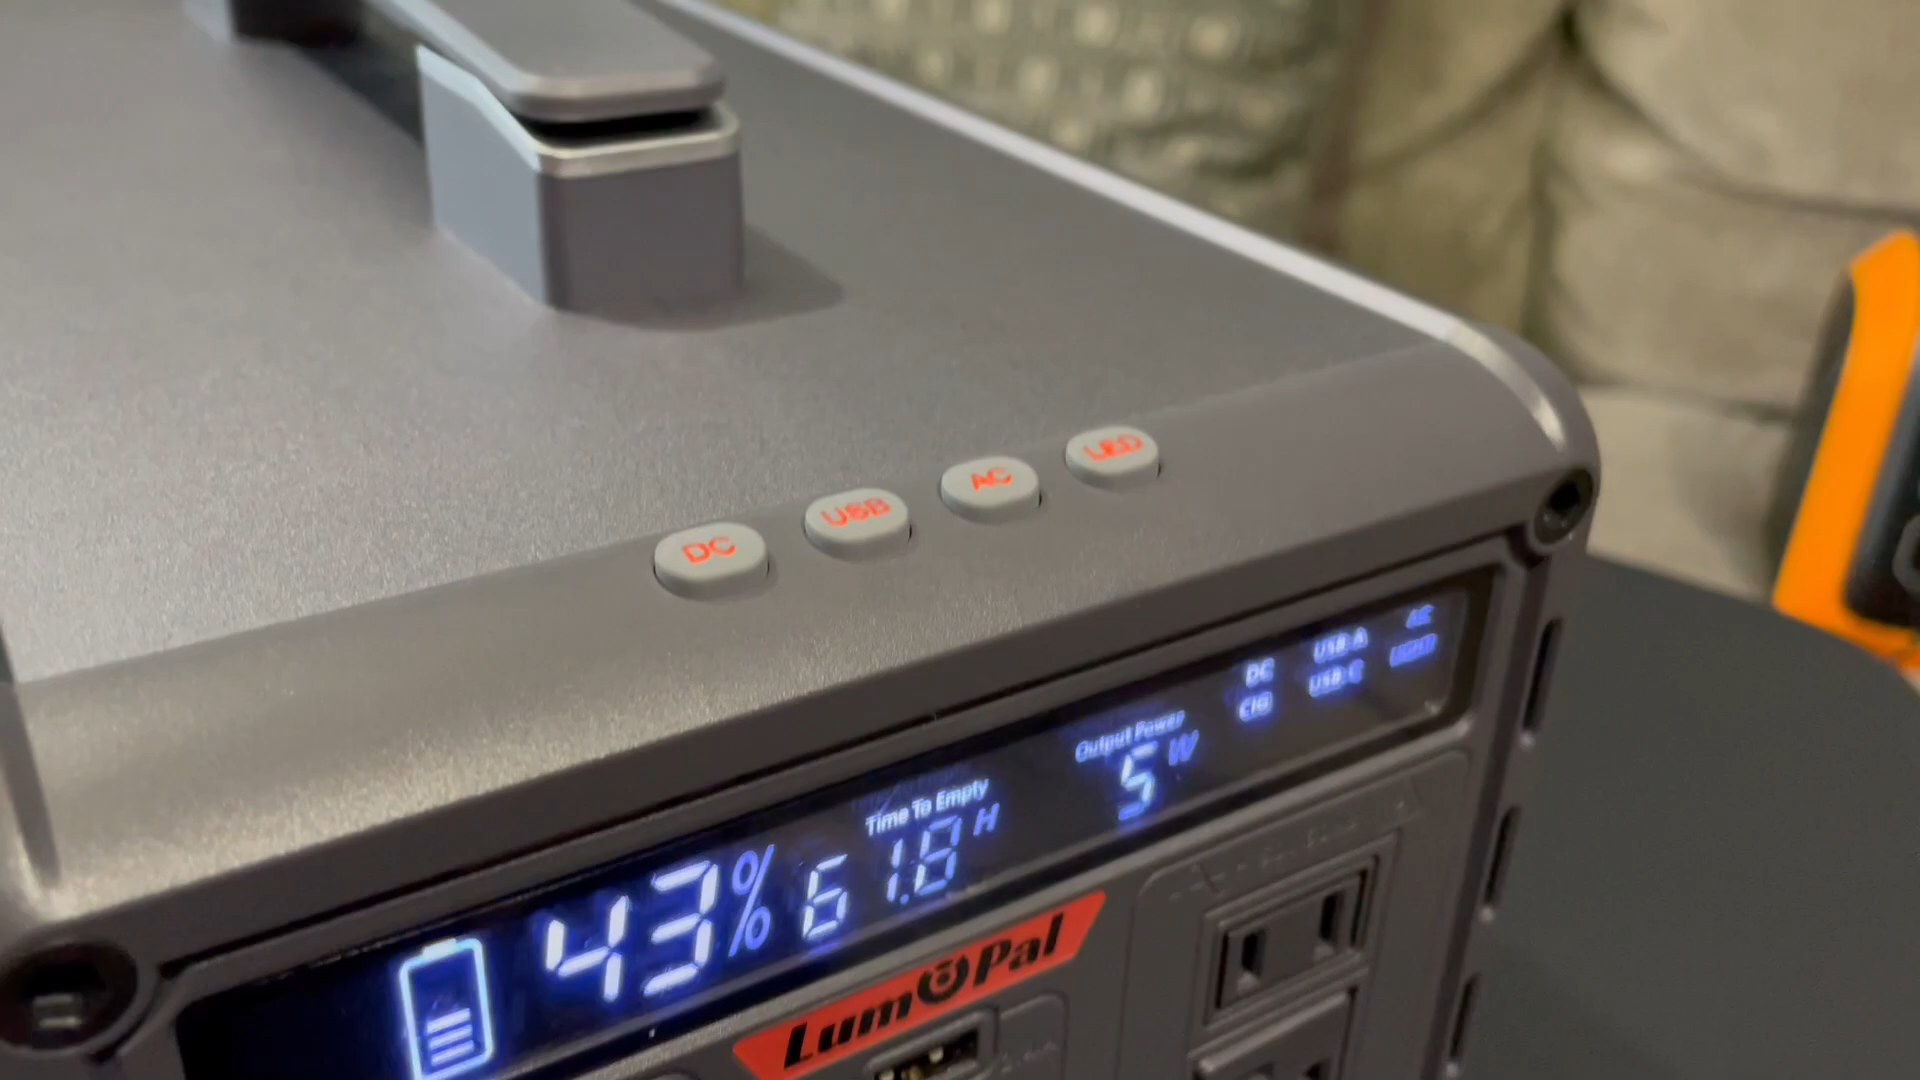 DC USB AC LED
43%
Time To Empty
61.8 H
Output Power
5 W
DC
CIG
USB-A
USB-C
AC
LumoPal